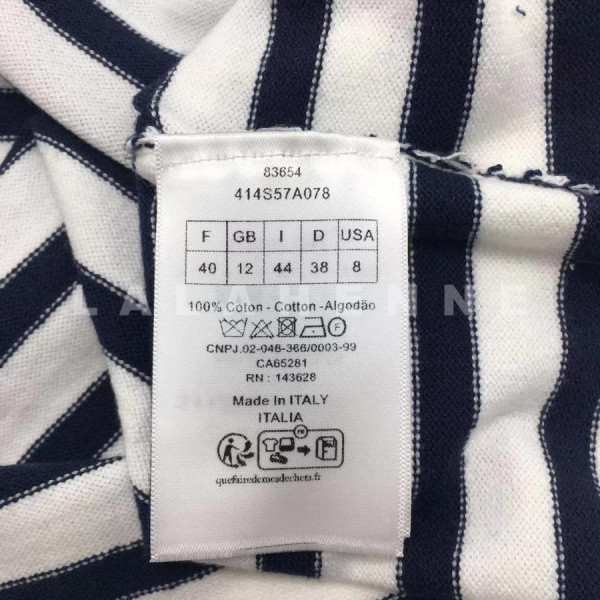 83654
414S57A078
F GB I D USA
40 12 44 38 8
100% Coton - Cotton - Algodão
CNPJ.02-046-366/0003-99
CA65281
RN : 143628
Made In ITALY
ITALIA
FR
quefairedemesdechets.fr